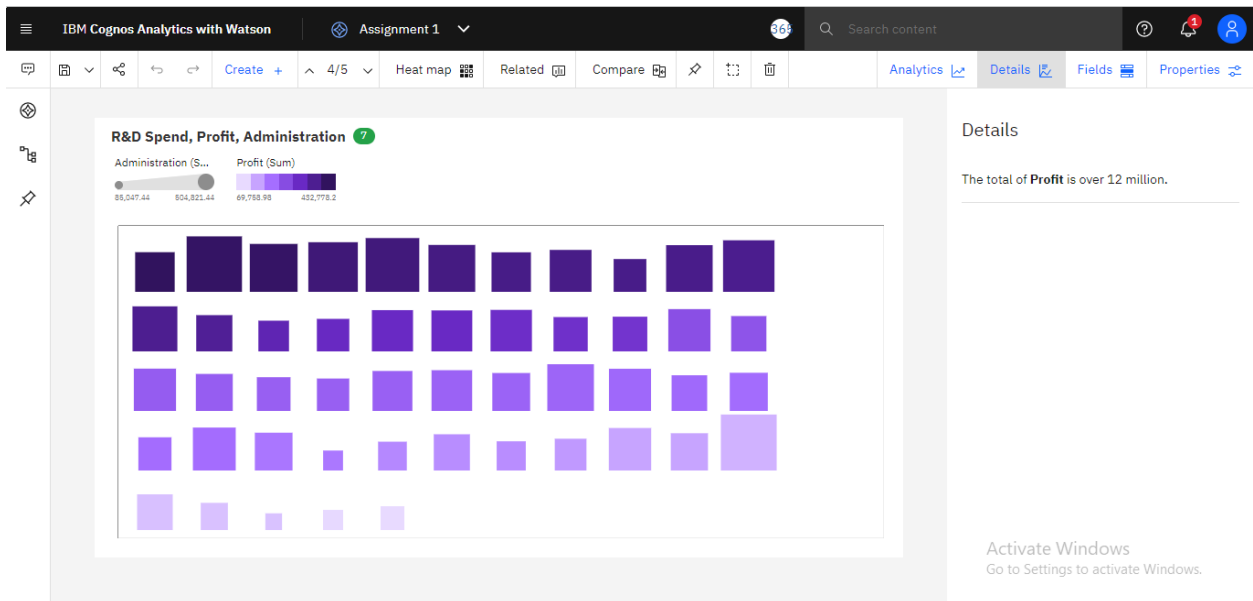 IBM Cognos Analytics with Watson
Assignment 1
365
Search content
1
Create +
4/5
Heat map
Related
Compare
Analytics
Details
Fields
Properties
R&D Spend, Profit, Administration 7
Administration (S...
Profit (Sum)
85,047.44
504,821.44
69,758.98
432,778.2
Details
The total of Profit is over 12 million.
Activate Windows
Go to Settings to activate Windows.